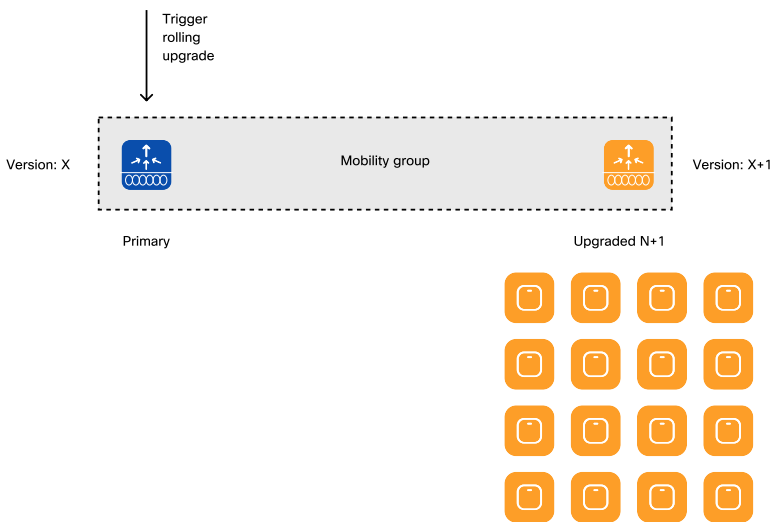 Trigger
rolling
upgrade
Version: X
Mobility group
Version: X+1
Primary
Upgraded N+1